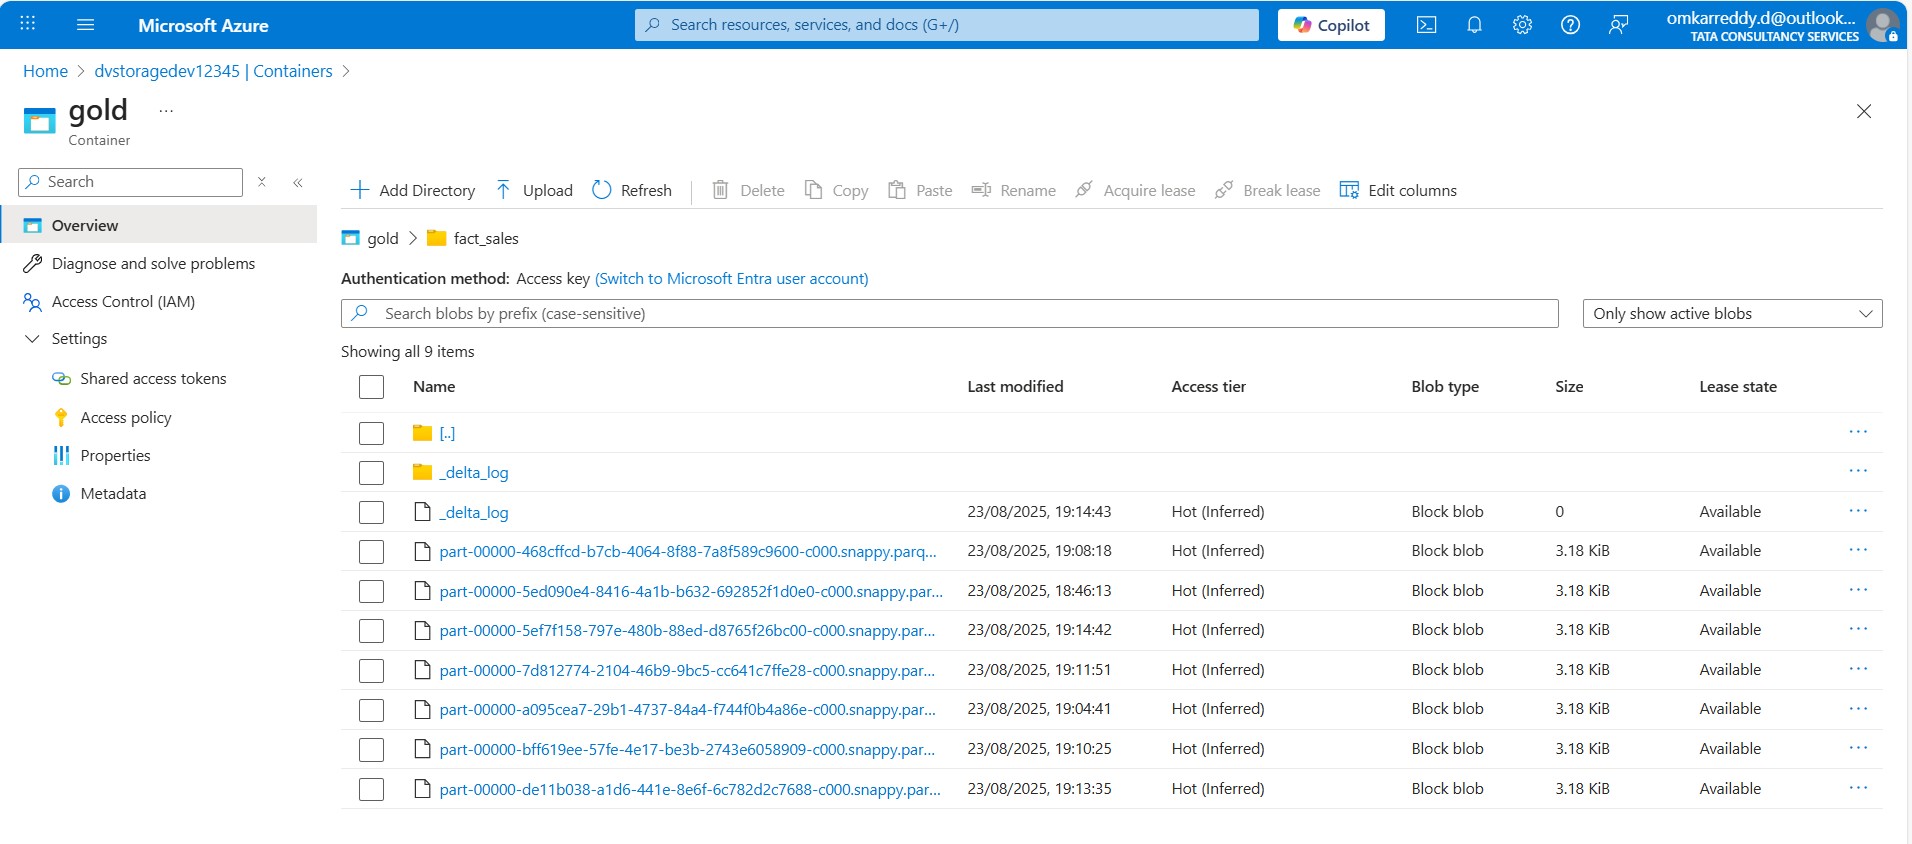 Microsoft Azure
Search resources, services, and docs (G+/)
Copilot
omkarreddy.d@outlook...
TATA CONSULTANCY SERVICES
Home > dvstoragedev12345 | Containers >
gold ...
Container
Search
Overview
Diagnose and solve problems
Access Control (IAM)
Settings
Shared access tokens
Access policy
Properties
Metadata
Add Directory Upload Refresh Delete Copy Paste Rename Acquire lease Break lease Edit columns
gold > fact_sales
Authentication method: Access key (Switch to Microsoft Entra user account)
Search blobs by prefix (case-sensitive)
Only show active blobs
Showing all 9 items
Name Last modified Access tier Blob type Size Lease state
[..]
_delta_log
_delta_log 23/08/2025, 19:14:43 Hot (Inferred) Block blob 0 Available
part-00000-468cffcd-b7cb-4064-8f88-7a8f589c9600-c000.snappy.parq... 23/08/2025, 19:08:18 Hot (Inferred) Block blob 3.18 KiB Available
part-00000-5ed090e4-8416-4a1b-b632-692852f1d0e0-c000.snappy.par... 23/08/2025, 18:46:13 Hot (Inferred) Block blob 3.18 KiB Available
part-00000-5ef7f158-797e-480b-88ed-d8765f26bc00-c000.snappy.par... 23/08/2025, 19:14:42 Hot (Inferred) Block blob 3.18 KiB Available
part-00000-7d812774-2104-46b9-9bc5-cc641c7ffe28-c000.snappy.par... 23/08/2025, 19:11:51 Hot (Inferred) Block blob 3.18 KiB Available
part-00000-a095cea7-29b1-4737-84a4-f744f0b4a86e-c000.snappy.par... 23/08/2025, 19:04:41 Hot (Inferred) Block blob 3.18 KiB Available
part-00000-bff619ee-57fe-4e17-be3b-2743e6058909-c000.snappy.par... 23/08/2025, 19:10:25 Hot (Inferred) Block blob 3.18 KiB Available
part-00000-de11b038-a1d6-441e-8e6f-6c782d2c7688-c000.snappy.par... 23/08/2025, 19:13:35 Hot (Inferred) Block blob 3.18 KiB Available